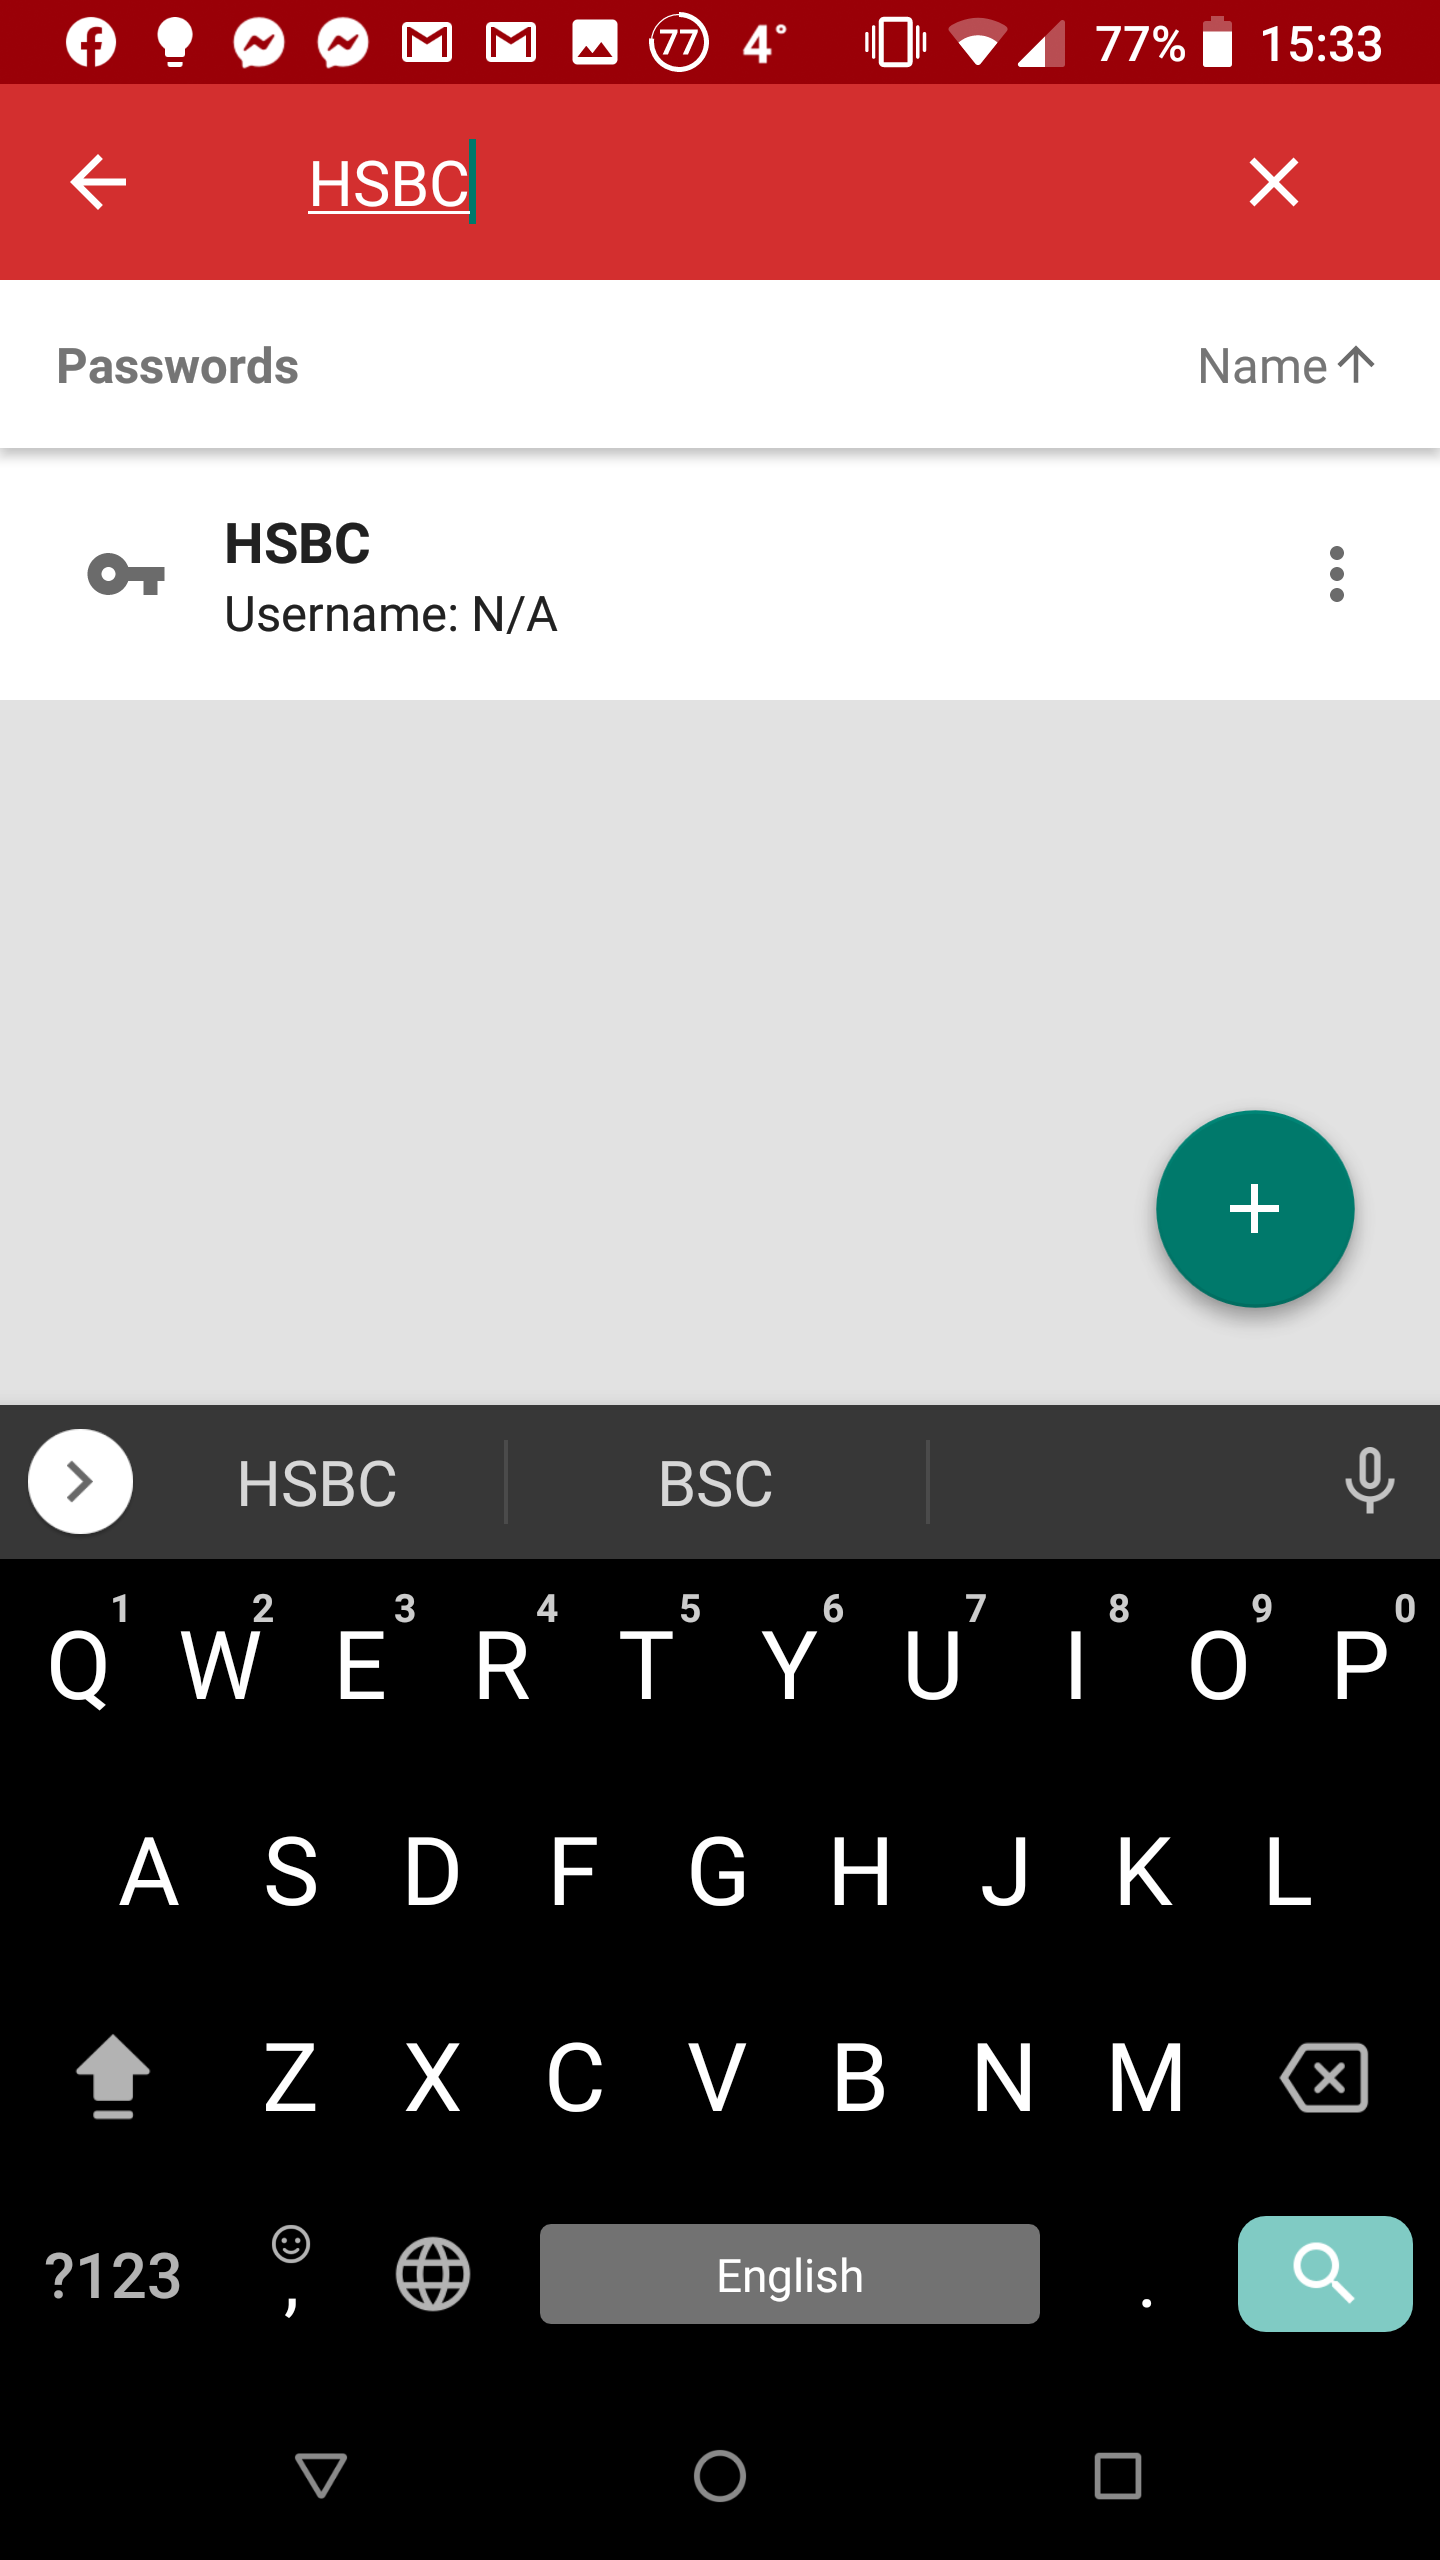 77 4° 77% 15:33
HSBC
Passwords Name
HSBC
Username: N/A
HSBC BSC
1 2 3 4 5 6 7 8 9 0
Q W E R T Y U I O P
A S D F G H J K L
Z X C V B N M
?123 , English .